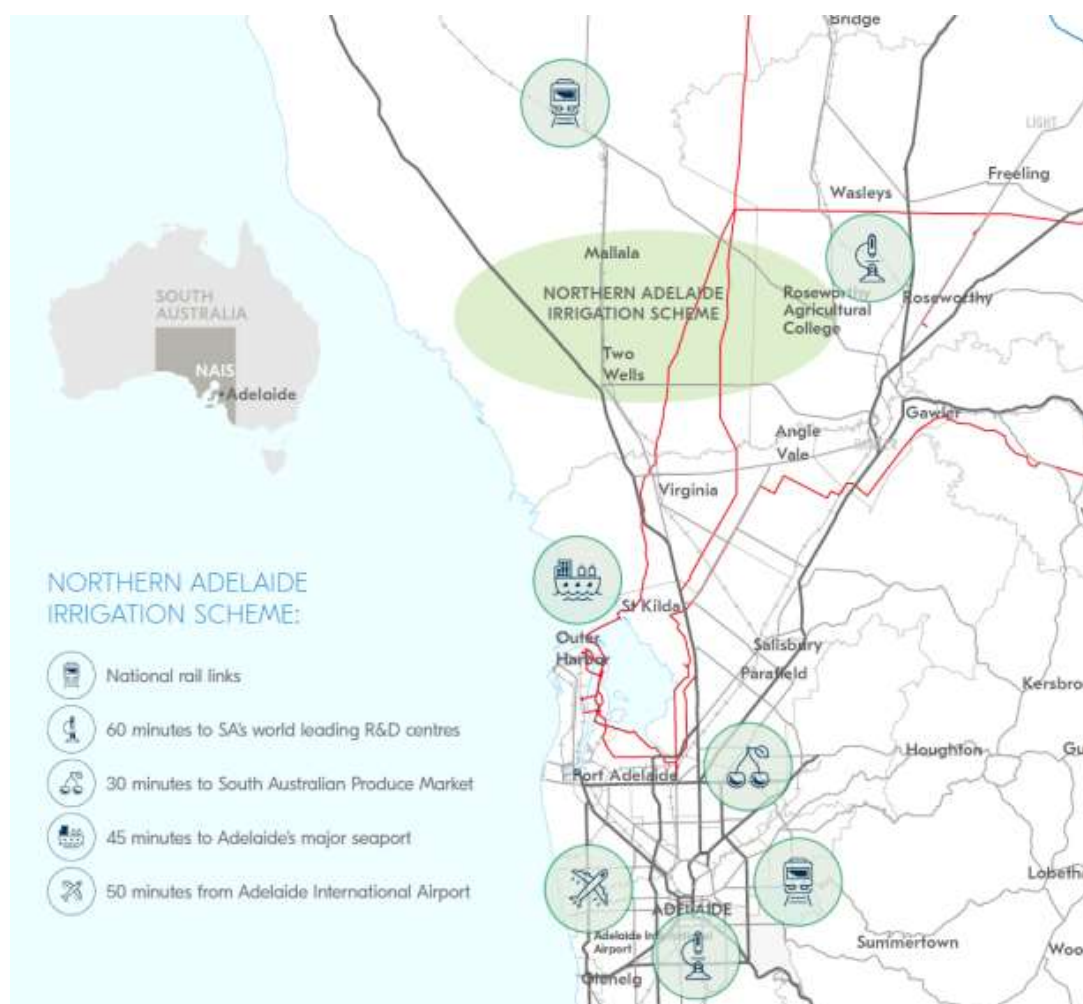 Bridge
LIGHT
Freeling
Wasleys
Mallala
NORTHERN ADELAIDE
IRRIGATION SCHEME
Roseworthy
Agricultural
College
Roseworthy
SOUTH
AUSTRALIA
NAIS
Adelaide
Two
Wells
Gawler
Angle
Vale
Virginia
NORTHERN ADELAIDE
IRRIGATION SCHEME:
St Kilda
Outer
Harbor
Salisbury
Parafield
Kersbro
National rail links
60 minutes to SA's world leading R&D centres
30 minutes to South Australian Produce Market
45 minutes to Adelaide's major seaport
50 minutes from Adelaide International Airport
Houghton
Gu
Port Adelaide
Lobethi
ADELAIDE
Adelaide International
Airport
Summertown
Woo
Glenelg